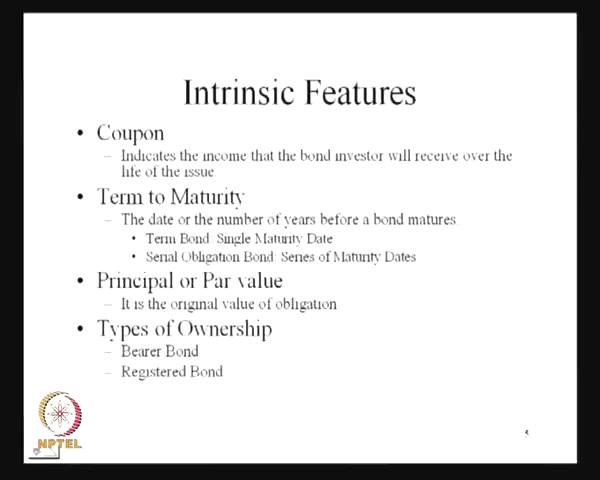 Intrinsic Features
• Coupon
– Indicates the income that the bond investor will receive over the
life of the issue
• Term to Maturity
– The date or the number of years before a bond matures
• Term Bond: Single Maturity Date
• Serial Obligation Bond: Series of Maturity Dates
• Principal or Par value
– It is the original value of obligation
• Types of Ownership
– Bearer Bond
– Registered Bond
NPTEL